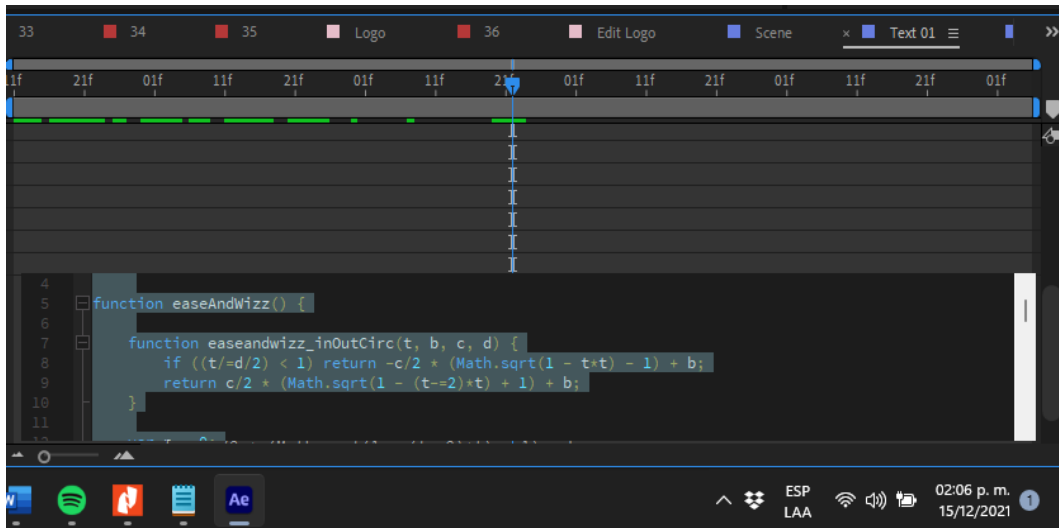 33 34 35 Logo 36 Edit Logo Scene × Text 01
21f 01f 11f 21f 01f 11f 01f 11f 21f 01f 11f 21f 01f
4
5 function easeAndWizz() {
6
7 function easeandwizz_inOutCirc(t, b, c, d) {
8 if ((t/=d/2) < 1) return -c/2 * (Math.sqrt(1 - t*t) - 1) + b;
9 return c/2 * (Math.sqrt(1 - (t-=2)*t) + 1) + b;
10 }
11
W Ae ESP 02:06 p. m. 1
LAA 15/12/2021